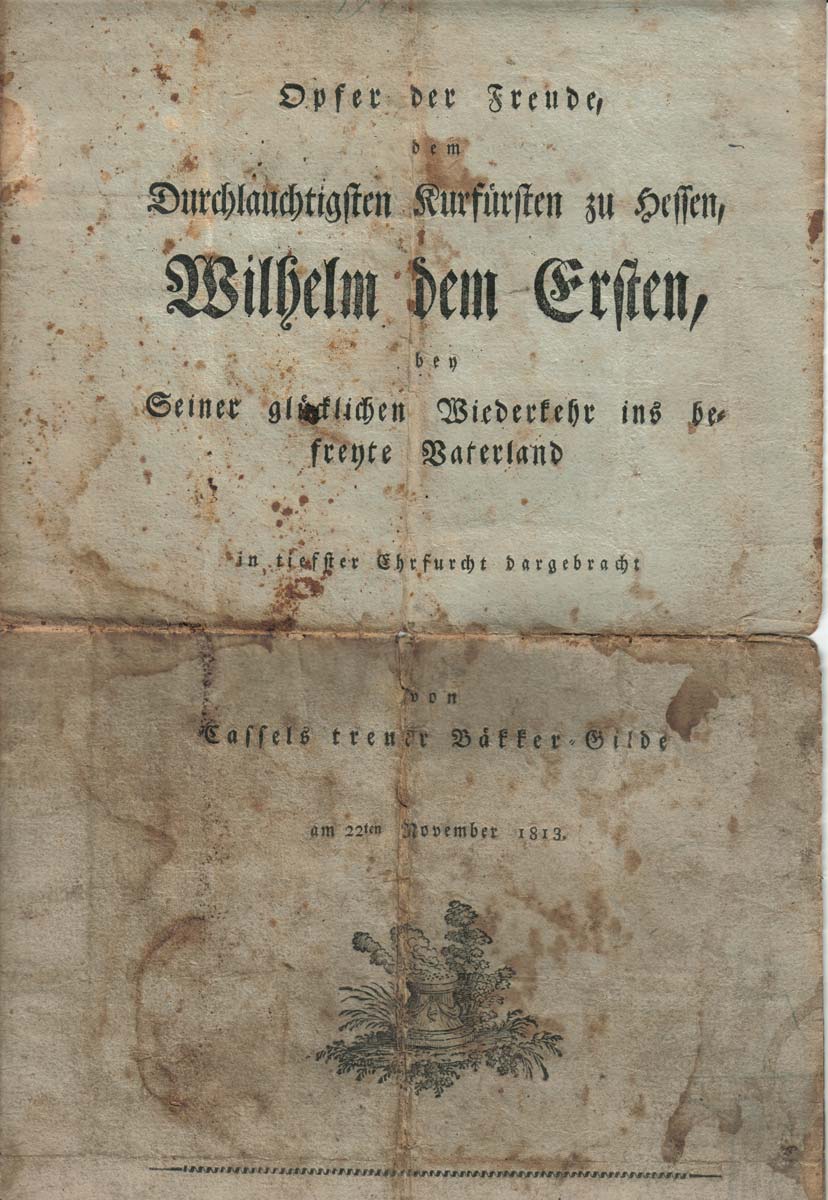 Opfer der Freude,
dem
Durchlauchtigsten Kurfürsten zu Hessen,
Wilhelm dem Ersten,
bey
Seiner glücklichen Wiederkehr ins be-
freyte Vaterland
in tiefster Ehrfurcht dargebracht
von
Cassels treuer Bäkker-Gilde
am 22ten November 1813.